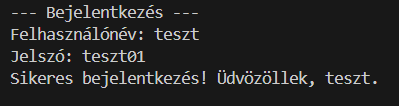 --- Bejelentkezés ---
Felhasználónév: teszt
Jelszó: teszt01
Sikeres bejelentkezés! Üdvözöllek, teszt.